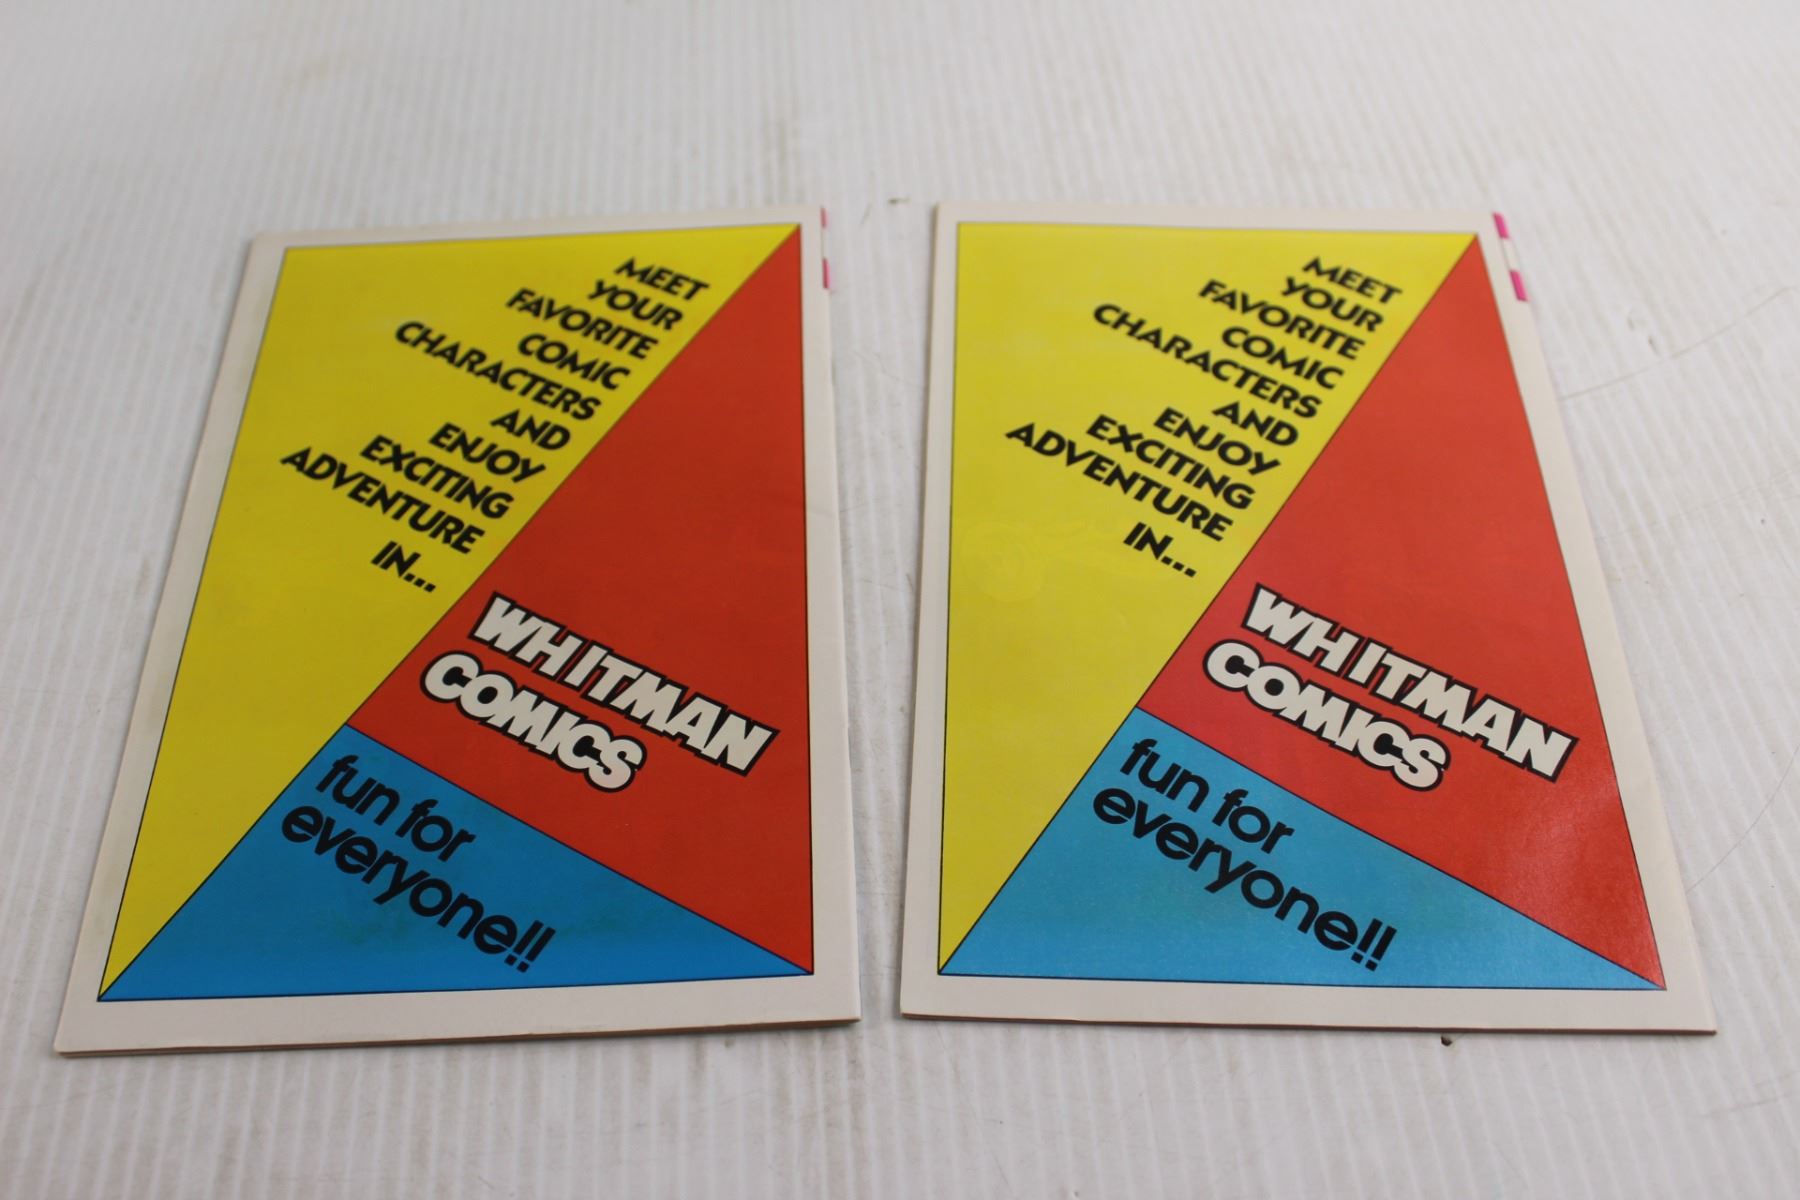 MEET
YOUR
FAVORITE
COMIC
CHARACTERS
AND
ENJOY
EXCITING
ADVENTURE
IN...
WHITMAN
COMICS
fun for
everyone!!
MEET
YOUR
FAVORITE
COMIC
CHARACTERS
AND
ENJOY
EXCITING
ADVENTURE
IN...
WHITMAN
COMICS
fun for
everyone!!